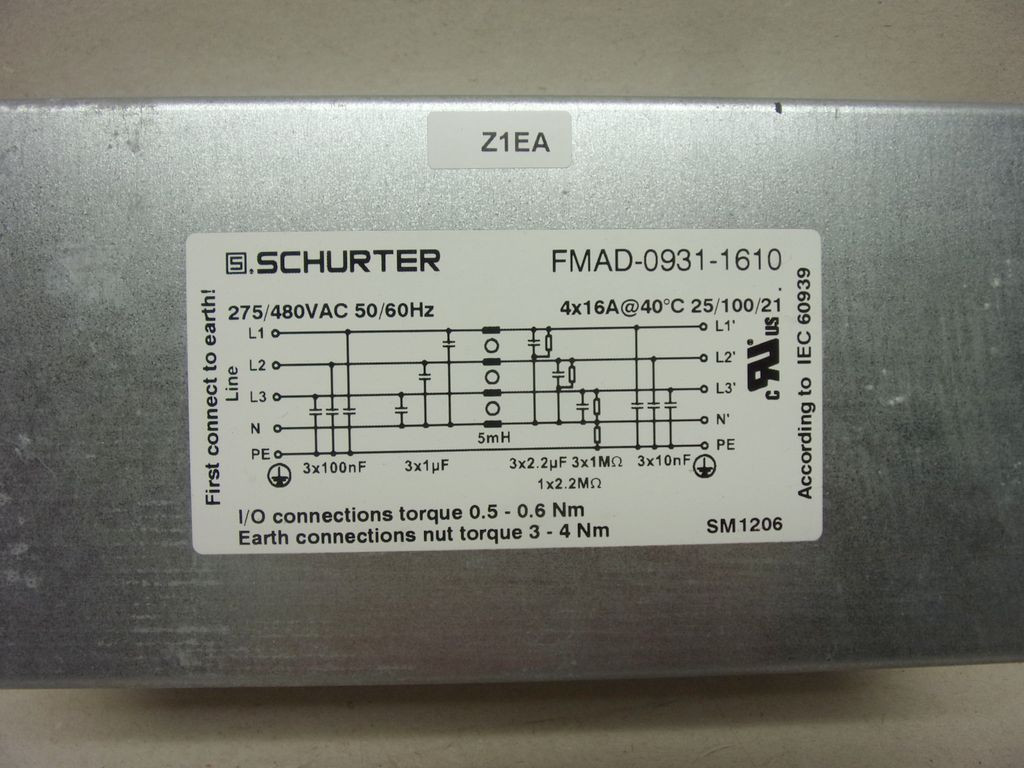 Z1EA
SCHURTER
FMAD-0931-1610
275/480VAC 50/60Hz
4x16A@40°C 25/100/21
First connect to earth!
Line
L1
L2
L3
N
PE
L1'
L2'
L3'
N'
PE
5mH
3x100nF
3x1µF
3x2.2µF 3x1MΩ
3x10nF
1x2.2MΩ
c RU ® US
According to IEC 60939
I/O connections torque 0.5 - 0.6 Nm
Earth connections nut torque 3 - 4 Nm
SM1206